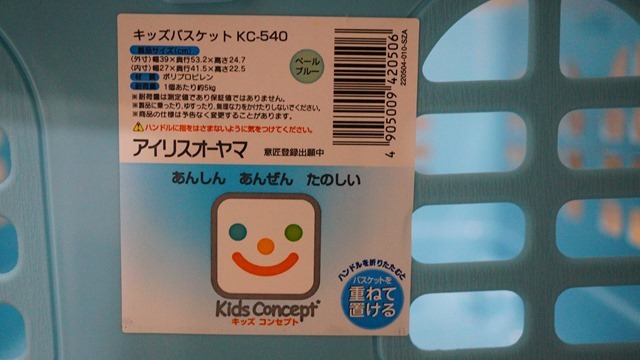 キッズバスケット KC-540
製品サイズ(cm)
(外寸)幅39×奥行53.2×高さ24.7
(内寸)幅27×奥行41.5×高さ22.5
材質 ポリプロピレン
耐荷重 1個あたり約5kg
※耐荷重は測定値であり保証値ではありません。
※製品に乗ったり、ゆすったり、無理な力をかけたりしないでください。
※商品の仕様は予告なく変更することがあります。
⚠ハンドルに指をはさまないように気をつけてください。
アイリスオーヤマ 意匠登録出願中
ペール
ブルー
4 905009 420506
220504-010-SZA
あんしん あんぜん たのしい
Kids Concept
キッズ コンセプト
ハンドルを折りたたむと
バスケットを
重ねて
置ける